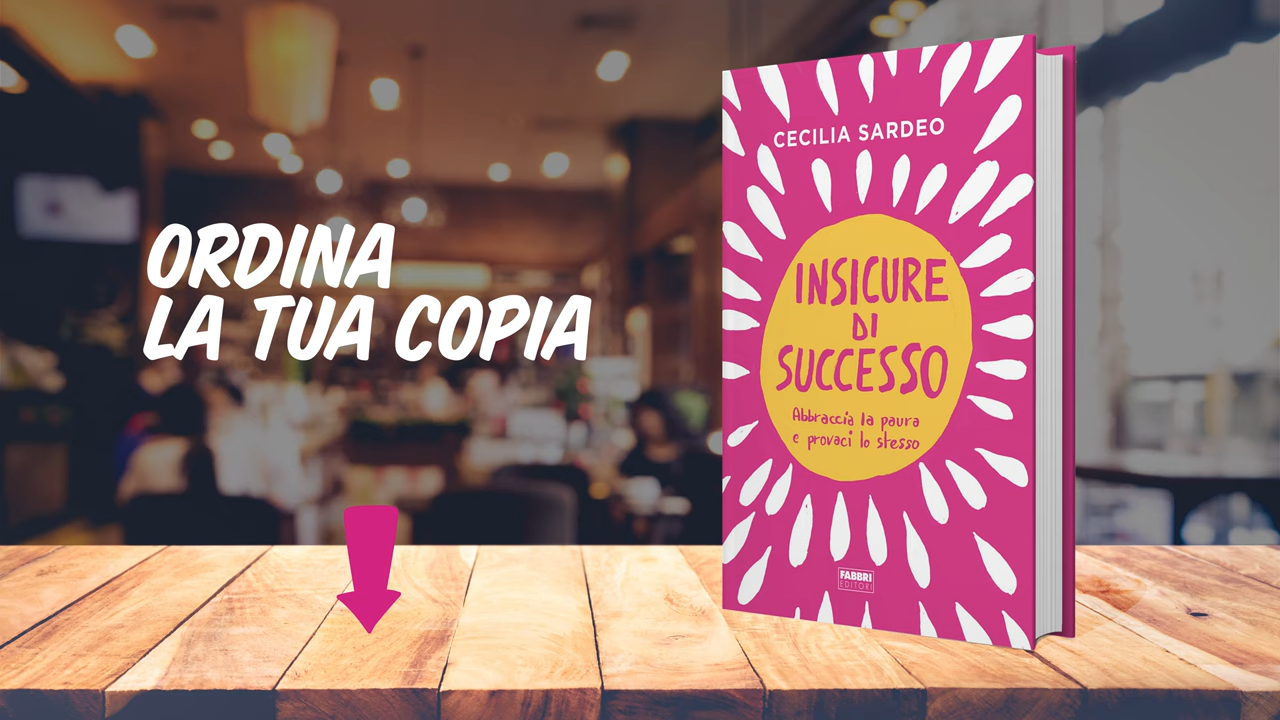 ORDINA
LA TUA COPIA
CECILIA SARDEO
INSICURE
DI
SUCCESSO
Abbraccia la paura
e provaci lo stesso
FABBRI
EDITORI